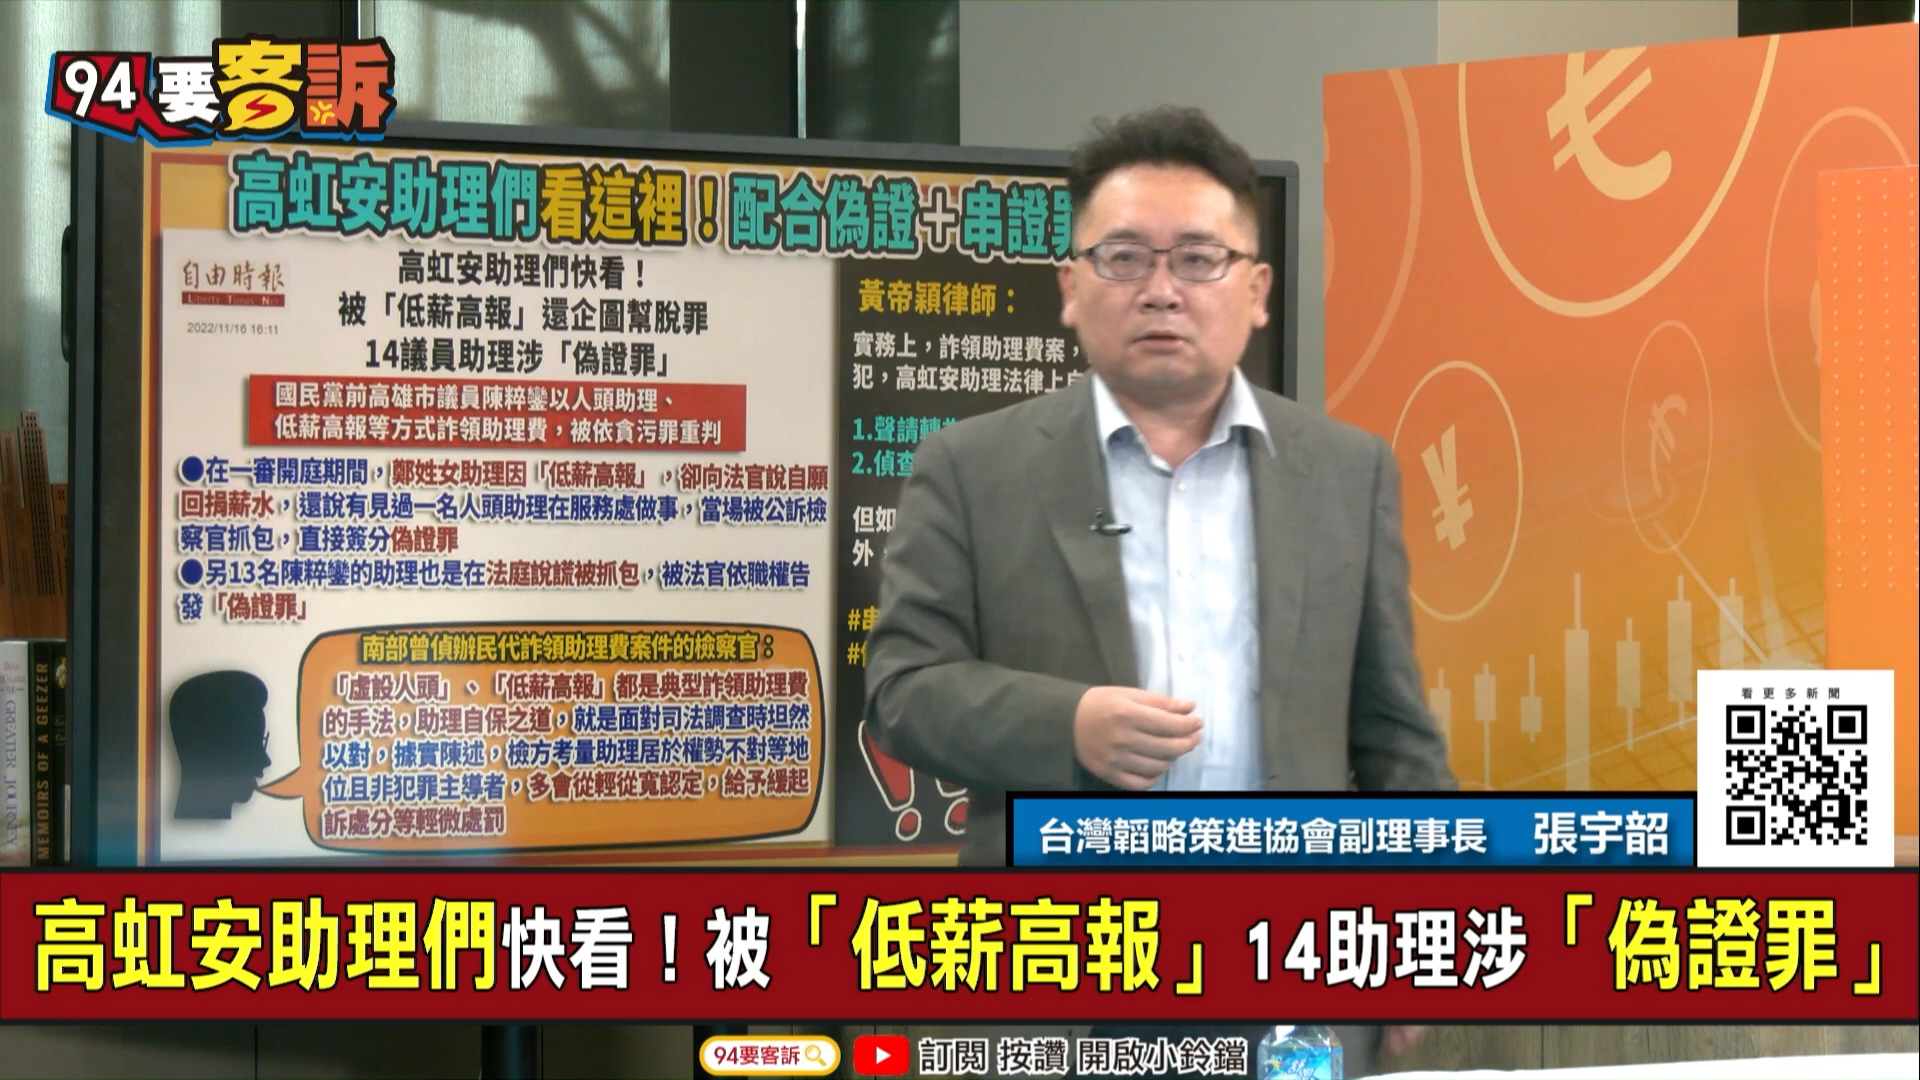 94要客訴
高虹安助理們看這裡！配合偽證＋串證
自由時報
Liberty Times Net
2022/11/16 16:11
高虹安助理們快看！
被「低薪高報」還企圖幫脫罪
14議員助理涉「偽證罪」
國民黨前高雄市議員陳粹鑾以人頭助理、
低薪高報等方式詐領助理費，被依貪污罪重判
●在一審開庭期間，鄭姓女助理因「低薪高報」，卻向法官說自願
回捐薪水，還說有見過一名人頭助理在服務處做事，當場被公訴檢
察官抓包，直接簽分偽證罪
●另13名陳粹鑾的助理也是在法庭說謊被抓包，被法官依職權告
發「偽證罪」
南部曾偵辦民代詐領助理費案件的檢察官：
「虛設人頭」、「低薪高報」都是典型詐領助理費
的手法，助理自保之道，就是面對司法調查時坦然
以對，據實陳述，檢方考量助理居於權勢不對等地
位且非犯罪主導者，多會從輕從寬認定，給予緩起
訴處分等輕微處罰
黃帝穎律師：
實務上，詐領助理費案，
犯，高虹安助理法律上
1.聲請轉
2.偵查
但如
外，
#串
#
GREATER JOURNEY
MEMOIRS OF A GEEZER
看更多新聞
台灣韜略策進協會副理事長 張宇韶
高虹安助理們快看！被「低薪高報」14助理涉「偽證罪」
94要客訴
訂閱 按讚 開啟小鈴鐺